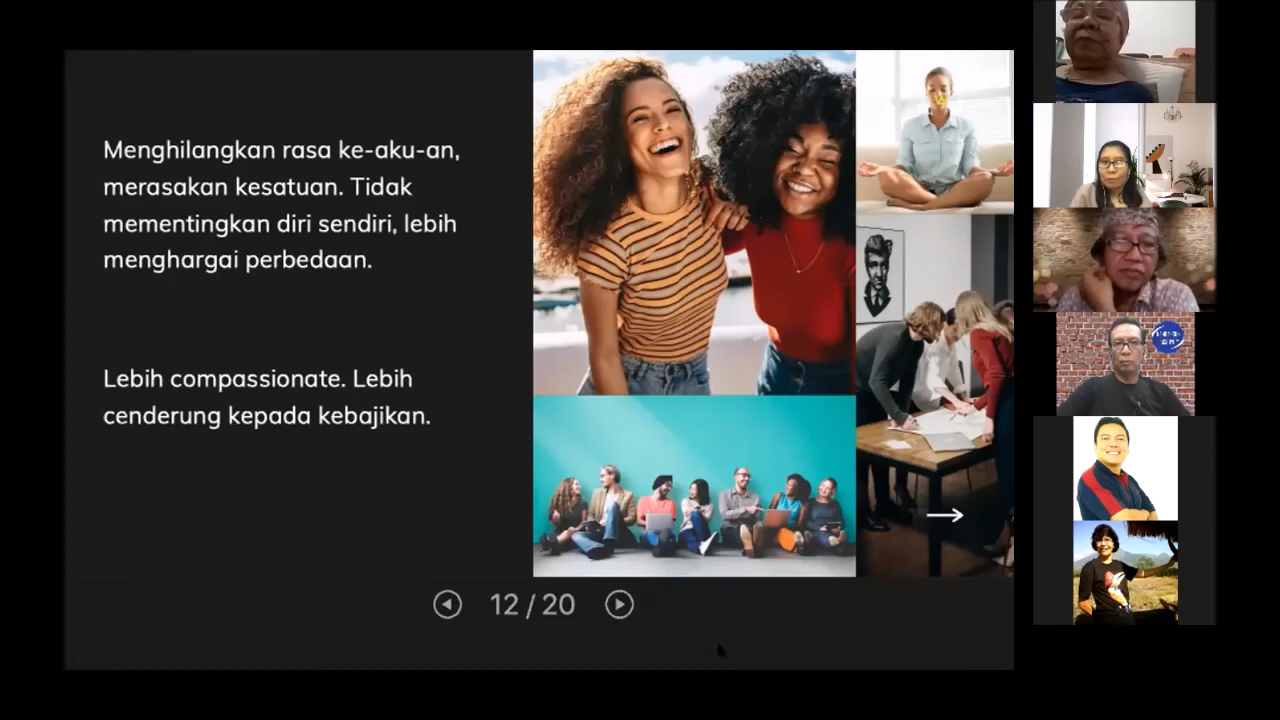 Menghilangkan rasa ke-aku-an,
merasakan kesatuan. Tidak
mementingkan diri sendiri, lebih
menghargai perbedaan.
Lebih compassionate. Lebih
cenderung kepada kebajikan.
12 / 20